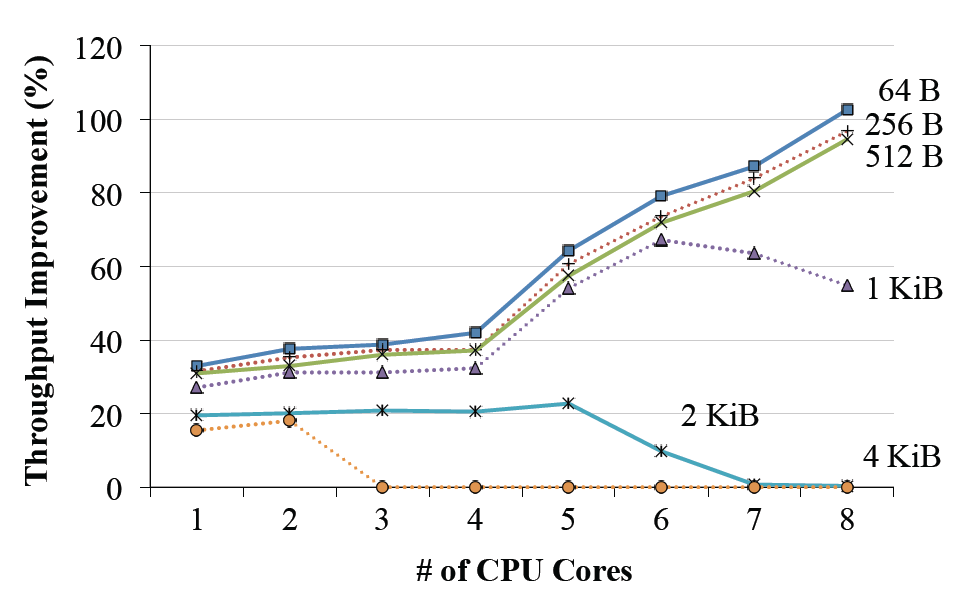 Throughput Improvement (%)
120
100
80
60
40
20
0
64 B
256 B
512 B
1 KiB
2 KiB
4 KiB
1 2 3 4 5 6 7 8
# of CPU Cores